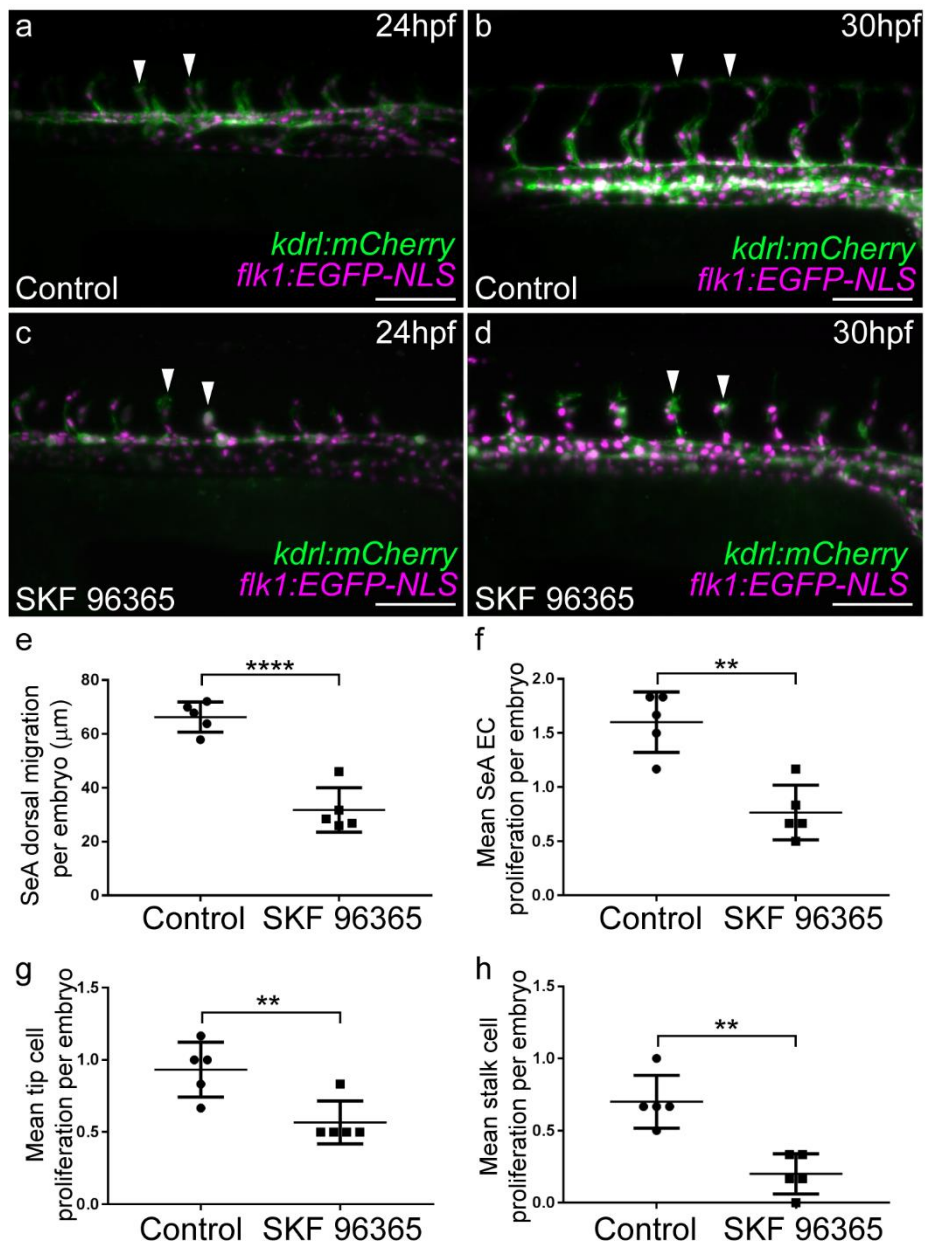 a 24hpf
kdrl:mCherry
flk1:EGFP-NLS
Control
b 30hpf
kdrl:mCherry
flk1:EGFP-NLS
Control
c 24hpf
kdrl:mCherry
flk1:EGFP-NLS
SKF 96365
d 30hpf
kdrl:mCherry
flk1:EGFP-NLS
SKF 96365
e
SeA dorsal migration
per embryo (μm)
80
60
40
20
0
****
Control SKF 96365
f
Mean SeA EC
proliferation per embryo
2.0
1.5
1.0
0.5
0.0
**
Control SKF 96365
g
Mean tip cell
proliferation per embryo
1.5
1.0
0.5
0.0
**
Control SKF 96365
h
Mean stalk cell
proliferation per embryo
1.5
1.0
0.5
0.0
**
Control SKF 96365